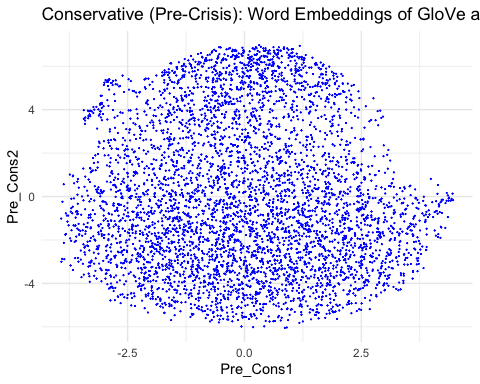 Conservative (Pre-Crisis): Word Embeddings of GloVe a
Pre_Cons2
4
0
-4
-2.5 0.0 2.5
Pre_Cons1